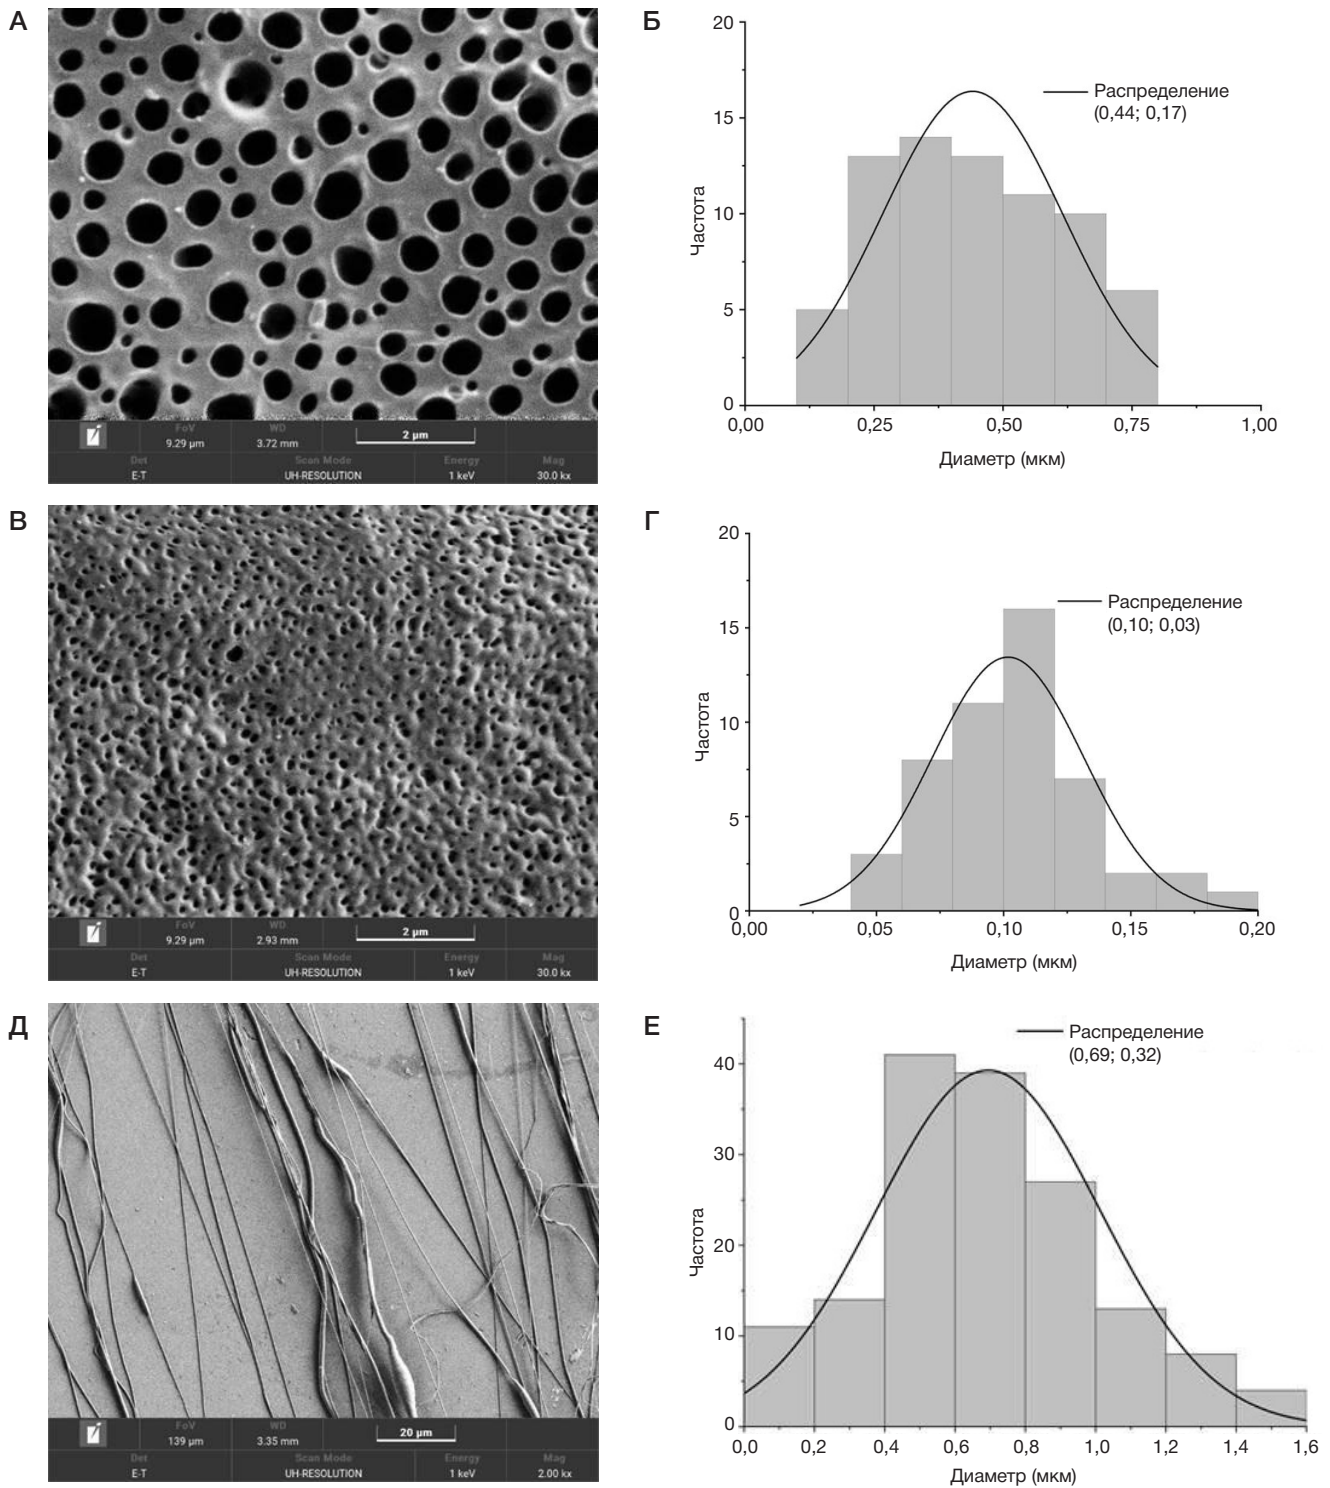 А
FoV
WD
9.29 μm
3.72 mm
2 μm
Det
Scan Mode
Energy
Mag
E-T
UH-RESOLUTION
1 keV
30.0 kx
Б
Частота
20
15
10
5
0
Распределение
(0,44; 0,17)
0,00
0,25
0,50
0,75
1,00
Диаметр (мкм)
В
FoV
WD
9.29 μm
2.93 mm
2 μm
Det
Scan Mode
Energy
Mag
E-T
UH-RESOLUTION
1 keV
30.0 kx
Г
Частота
20
15
10
5
0
Распределение
(0,10; 0,03)
0,00
0,05
0,10
0,15
0,20
Диаметр (мкм)
Д
FoV
WD
139 μm
3.35 mm
20 μm
Det
Scan Mode
Energy
Mag
E-T
UH-RESOLUTION
1 keV
2.00 kx
Е
Частота
40
30
20
10
0
Распределение
(0,69; 0,32)
0,0
0,2
0,4
0,6
0,8
1,0
1,2
1,4
1,6
Диаметр (мкм)